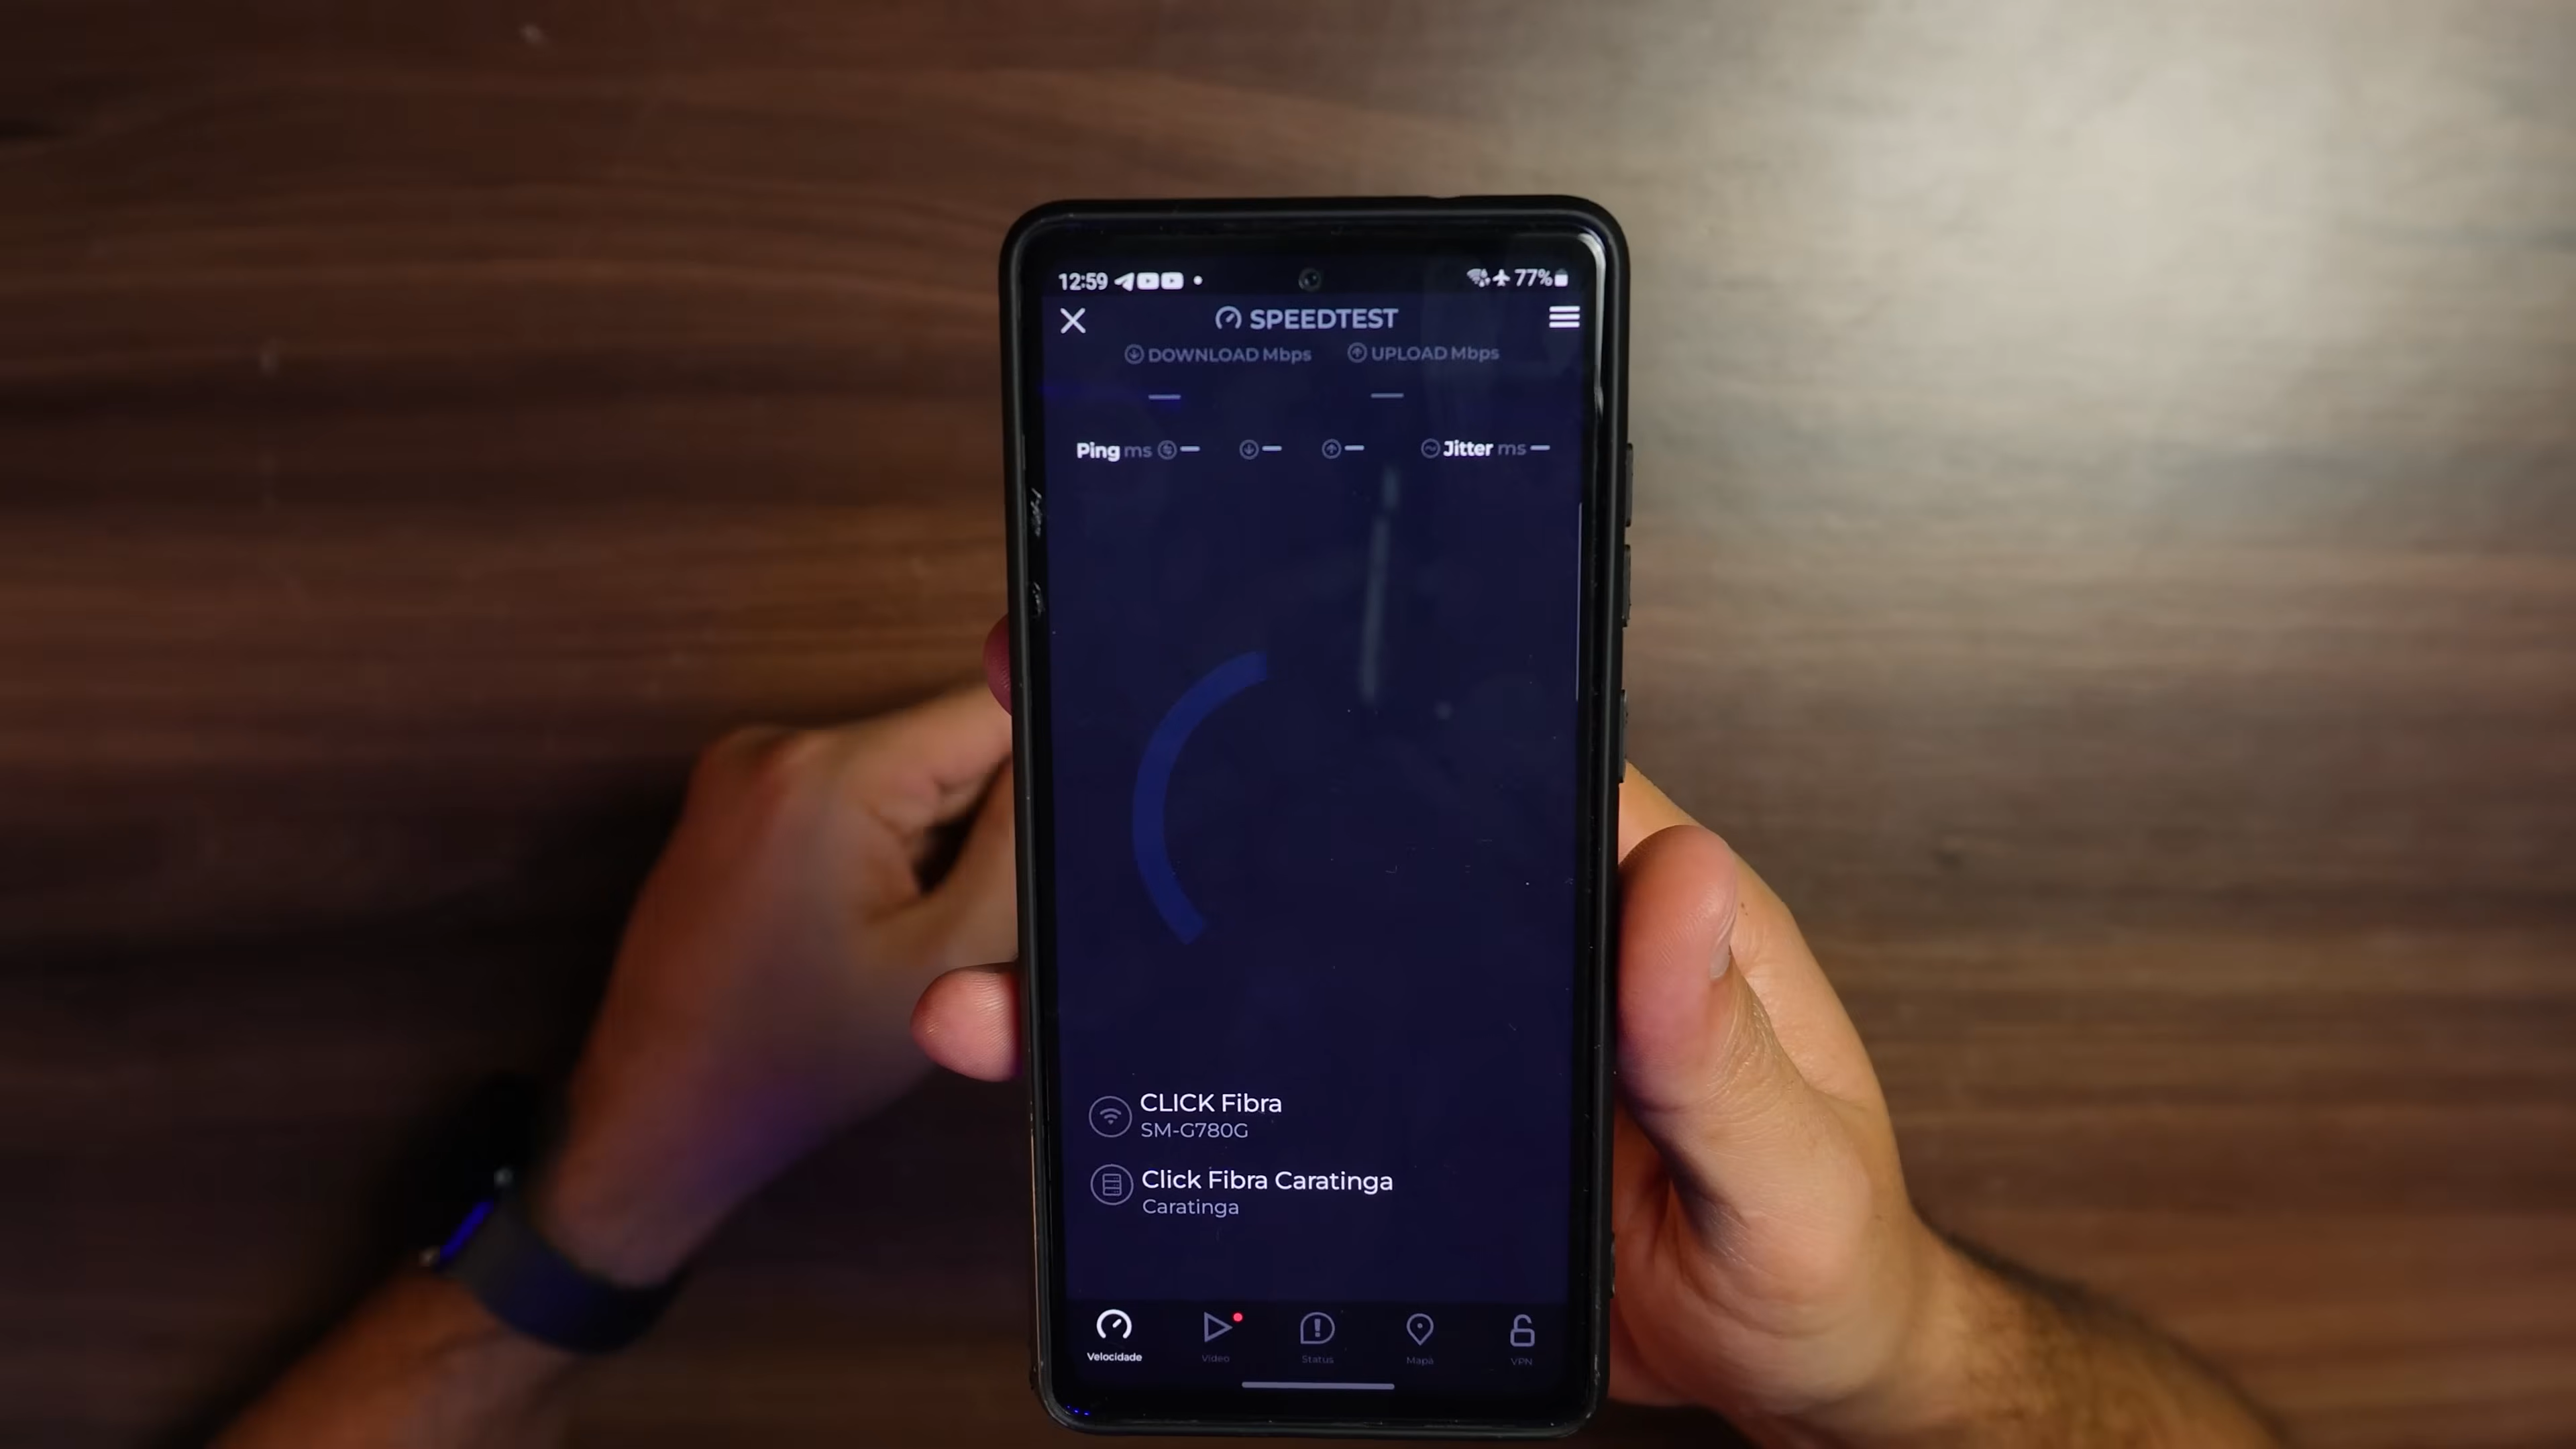 12:59
77%
SPEEDTEST
DOWNLOAD Mbps
UPLOAD Mbps
Ping ms
Jitter ms
CLICK Fibra
SM-G780G
Click Fibra Caratinga
Caratinga
Velocidade
Video
Status
Mapa
VPN